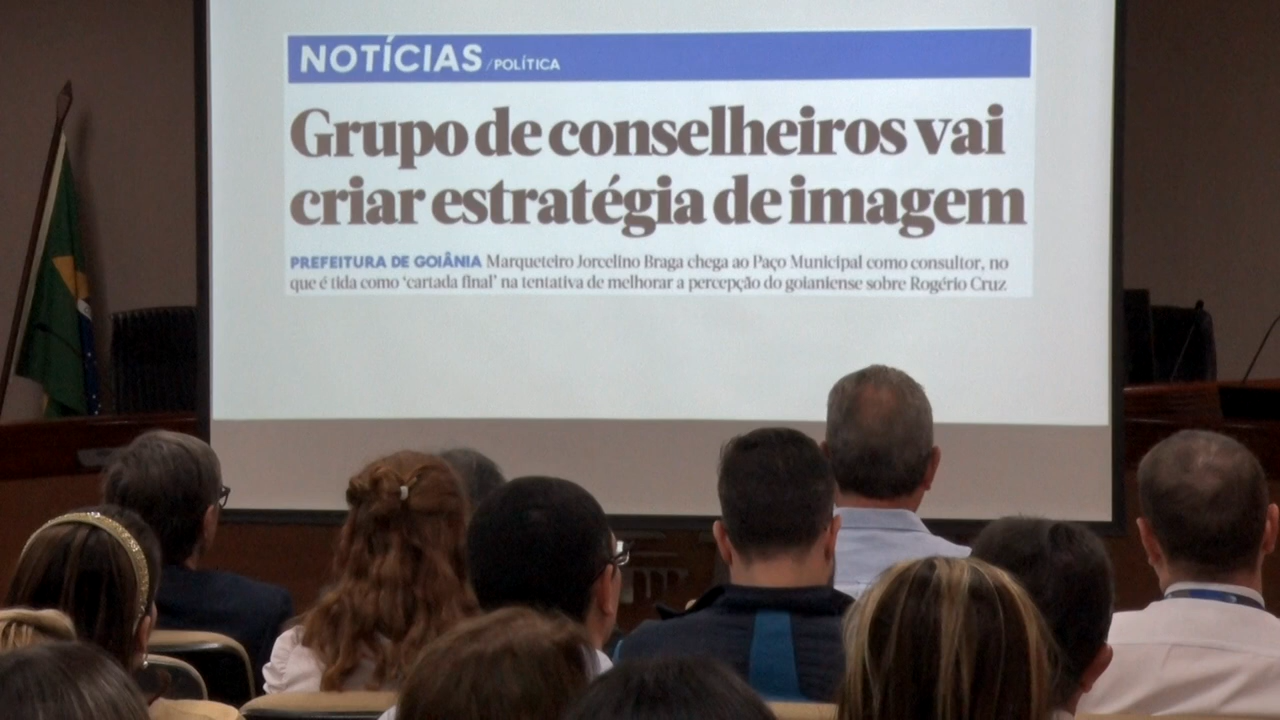 NOTÍCIAS /POLÍTICA
Grupo de conselheiros vai
criar estratégia de imagem
PREFEITURA DE GOIÂNIA Marqueteiro Jorcelino Braga chega ao Paço Municipal como consultor, no
que é tida como ‘cartada final’ na tentativa de melhorar a percepção do goianiense sobre Rogério Cruz